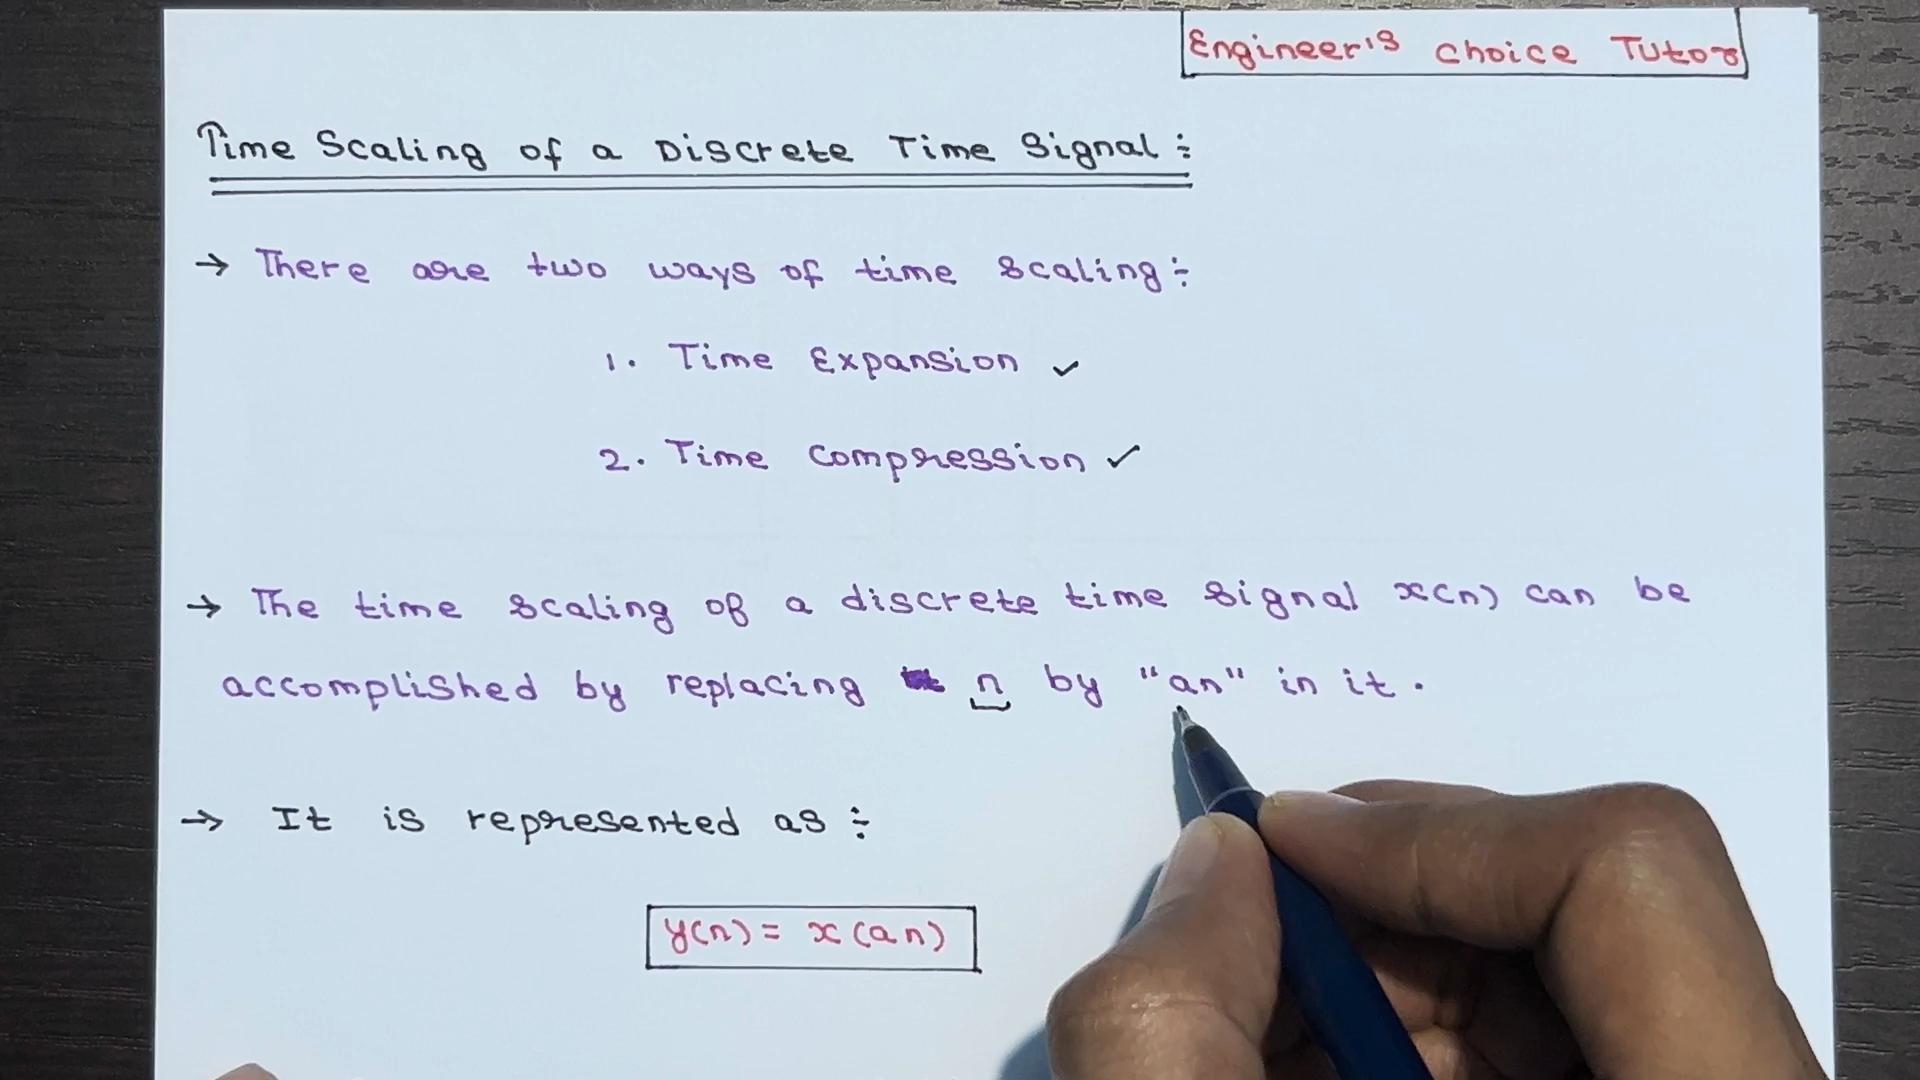 Engineer's Choice Tutor
Time Scaling of a Discrete Time Signal :-
→ There are two ways of time scaling :-
1. Time Expansion ✓
2. Time Compression ✓
→ The time scaling of a discrete time signal x(n) can be
accomplished by replacing n by "an" in it .
→ It is represented as :-
y(n) = x(an)